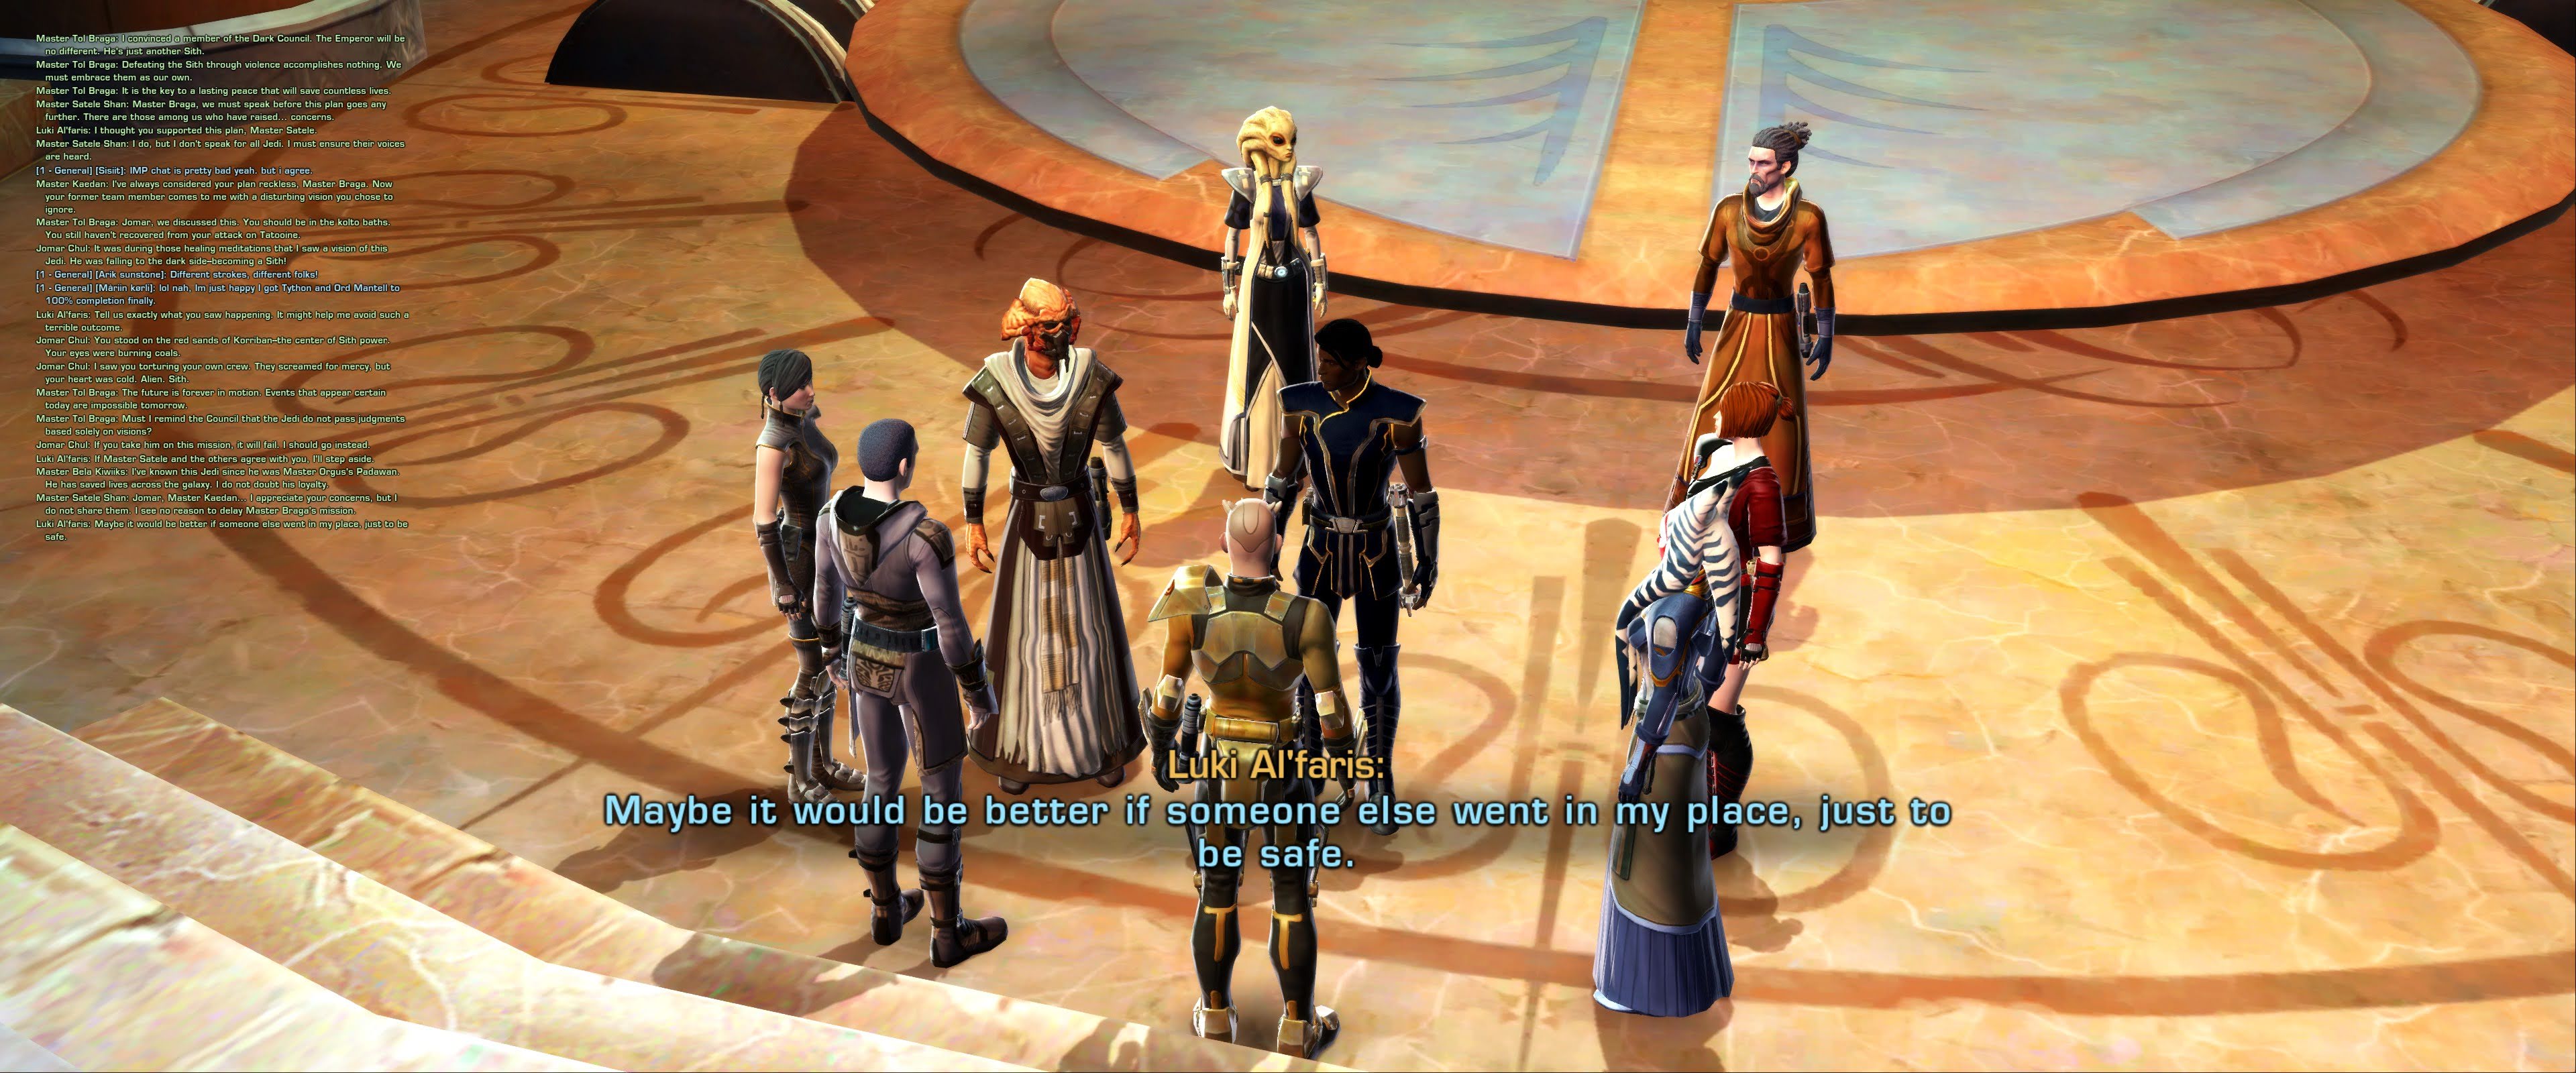 Master Tol Braga: I convinced a member of the Dark Council. The Emperor will be
no different. He's just another Sith.
Master Tol Braga: Defeating the Sith through violence accomplishes nothing. We
must embrace them as our own.
Master Tol Braga: It is the key to a lasting peace that will save countless lives.
Master Satele Shan: Master Braga, we must speak before this plan goes any
further. There are those among us who have raised... concerns.
Luki Al'faris: I thought you supported this plan, Master Satele.
Master Satele Shan: I do, but I don't speak for all Jedi. I must ensure their voices
are heard.
[1 - General] [Sisiit]: IMP chat is pretty bad yeah. but i agree.
Master Kaedan: I've always considered your plan reckless, Master Braga. Now
your former team member comes to me with a disturbing vision you chose to
ignore.
Master Tol Braga: Jomar, we discussed this. You should be in the kolto baths.
You still haven't recovered from your attack on Tatooine.
Jomar Chul: It was during those healing meditations that I saw a vision of this
Jedi. He was falling to the dark side–becoming a Sith!
[1 - General] [Arik sunstone]: Different strokes, different folks!
[1 - General] [Máriin kørli]: lol nah, Im just happy I got Tython and Ord Mantell to
100% completion finally.
Luki Al'faris: Tell us exactly what you saw happening. It might help me avoid such a
terrible outcome.
Jomar Chul: You stood on the red sands of Korriban–the center of Sith power.
Your eyes were burning coals.
Jomar Chul: I saw you torturing your own crew. They screamed for mercy, but
your heart was cold. Alien. Sith.
Master Tol Braga: The future is forever in motion. Events that appear certain
today are impossible tomorrow.
Master Tol Braga: Must I remind the Council that the Jedi do not pass judgments
based solely on visions?
Jomar Chul: If you take him on this mission, it will fail. I should go instead.
Luki Al'faris: If Master Satele and the others agree with you, I'll step aside.
Master Bela Kiwiiks: I've known this Jedi since he was Master Orgus's Padawan.
He has saved lives across the galaxy. I do not doubt his loyalty.
Master Satele Shan: Jomar, Master Kaedan... I appreciate your concerns, but I
do not share them. I see no reason to delay Master Braga's mission.
Luki Al'faris: Maybe it would be better if someone else went in my place, just to be
safe.
Luki Al'faris:
Maybe it would be better if someone else went in my place, just to
be safe.